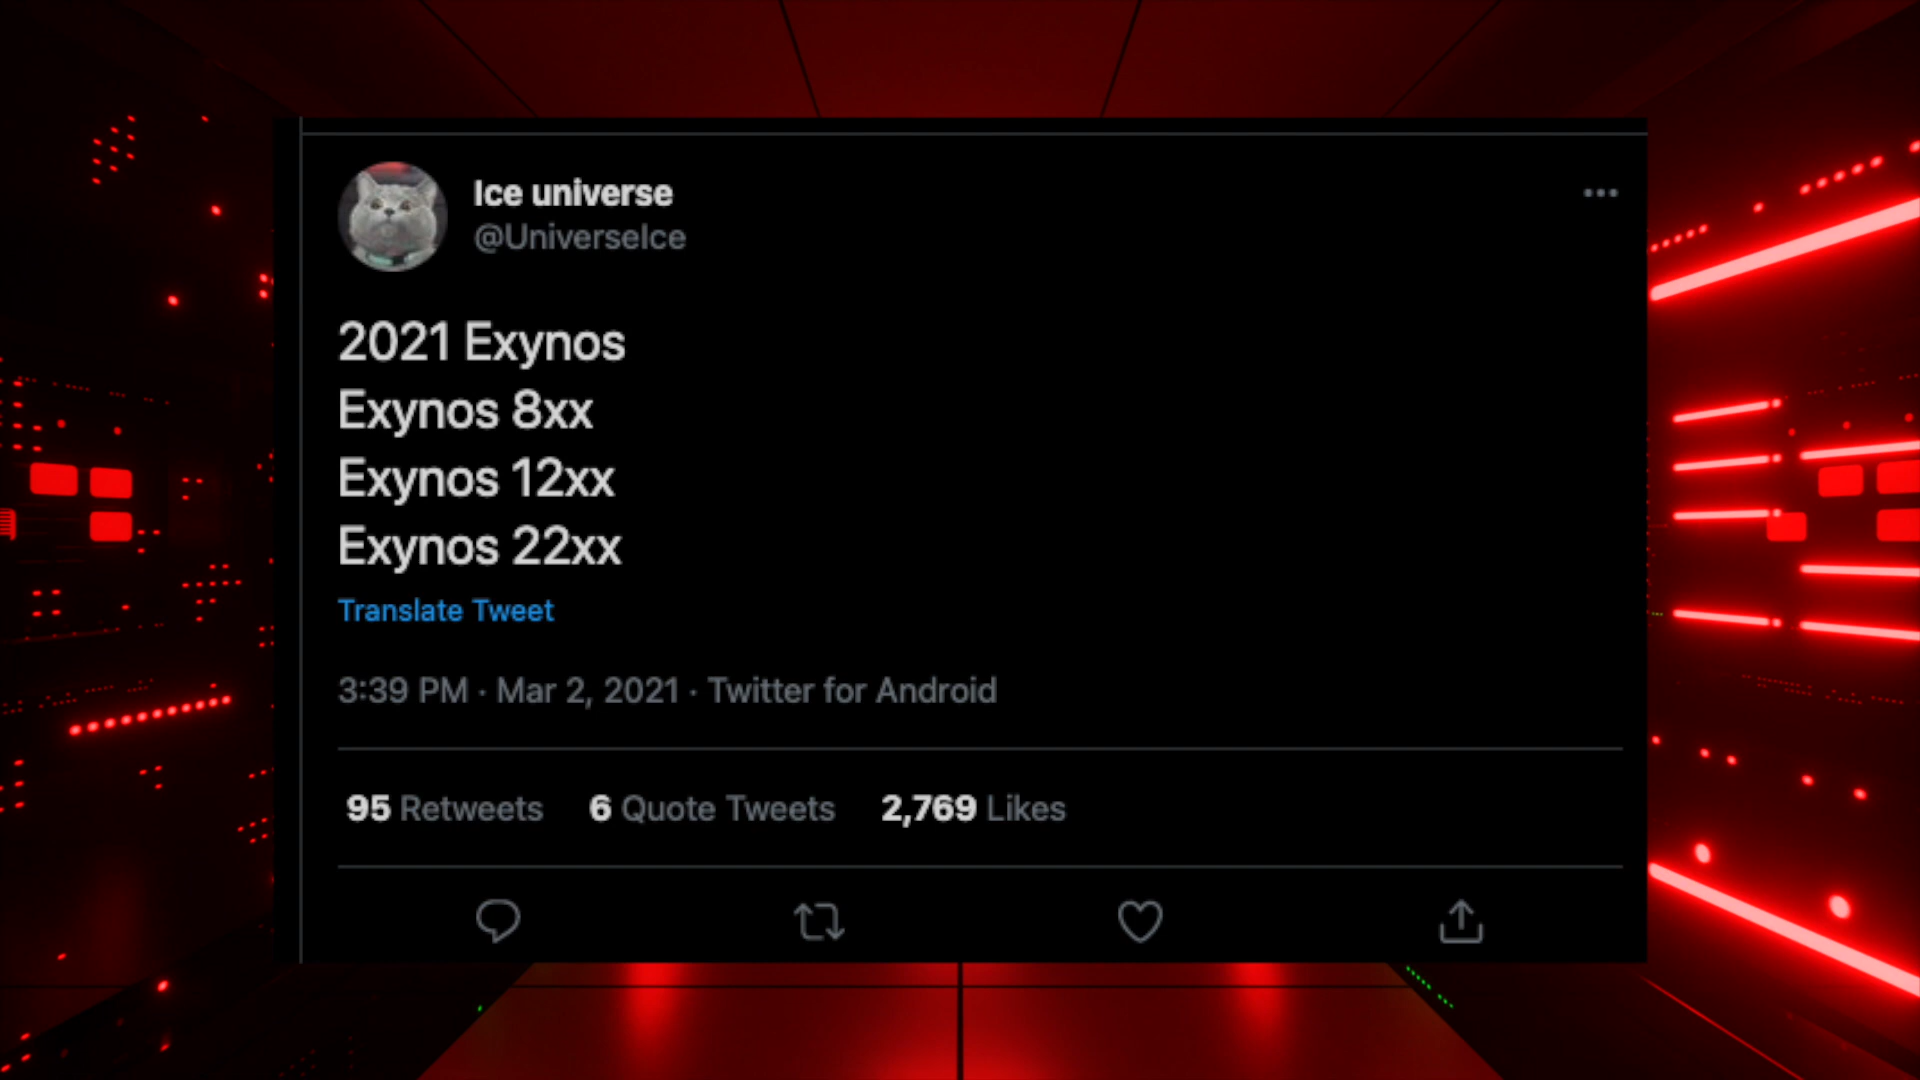 Ice universe
@UniverseIce
2021 Exynos
Exynos 8xx
Exynos 12xx
Exynos 22xx
Translate Tweet
3:39 PM · Mar 2, 2021 · Twitter for Android
95 Retweets 6 Quote Tweets 2,769 Likes